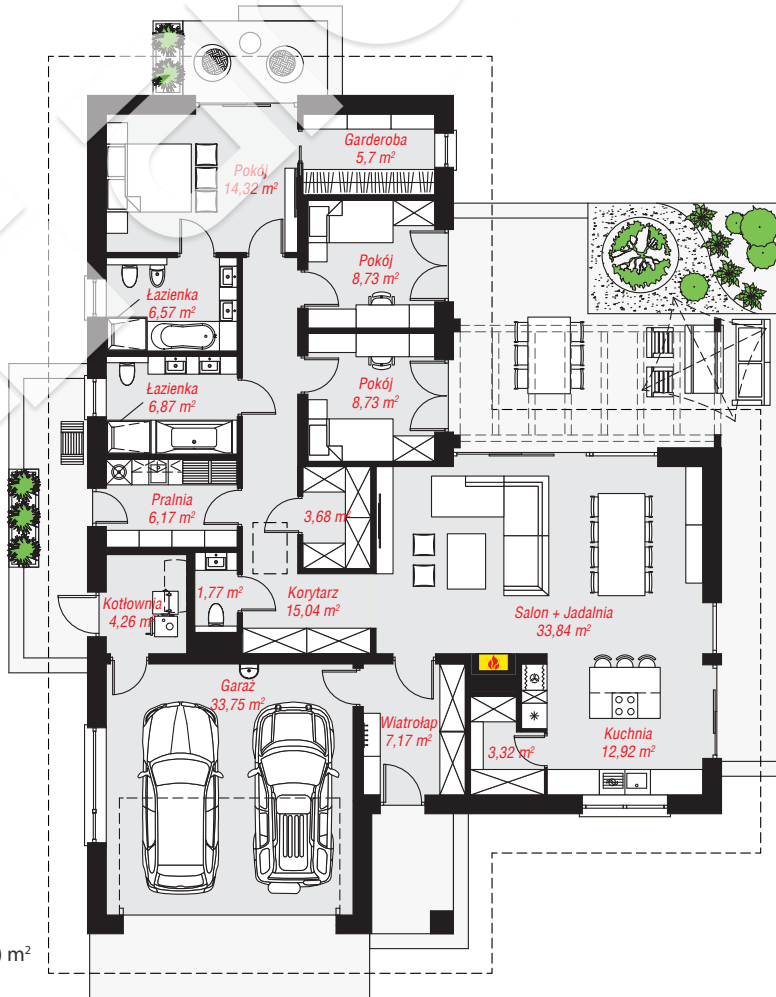 Garderoba
5,7 m²
Pokój
14,32 m²
Pokój
8,73 m²
Łazienka
6,57 m²
Pokój
8,73 m²
Łazienka
6,87 m²
Pralnia
6,17 m²
3,68 m²
1,77 m²
Korytarz
15,04 m²
Kotłownia
4,26 m²
Salon + Jadalnia
33,84 m²
Garaż
33,75 m²
Wiatrołap
7,17 m²
3,32 m²
Kuchnia
12,92 m²
m²